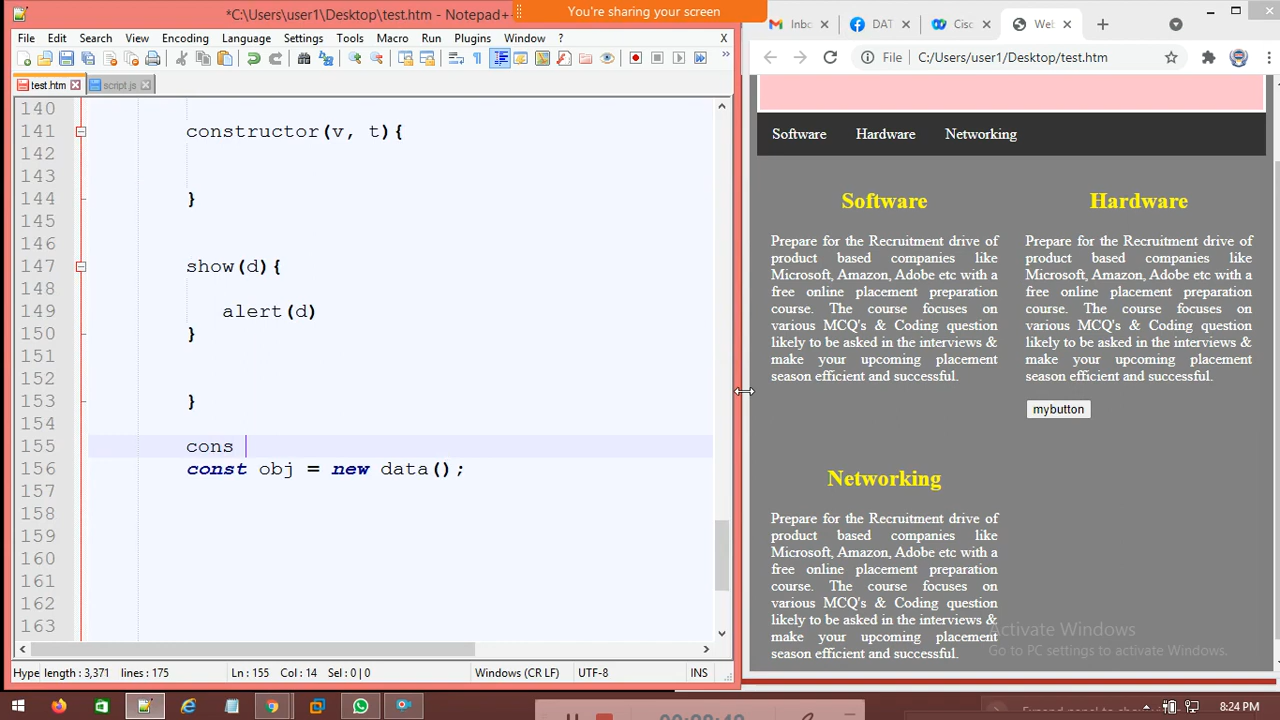 *C:\Users\user1\Desktop\test.htm - Notepad+
You're sharing your screen
File Edit Search View Encoding Language Settings Tools Macro Run Plugins Window ? X
test.htm script.js
140
141 constructor(v, t){
142
143
144 }
145
146
147 show(d){
148
149 alert(d)
150 }
151
152
153 }
154
155 cons
156 const obj = new data();
157
158
159
160
161
162
163
Hype length : 3,371 lines : 175 Ln : 155 Col : 14 Sel : 0 | 0 Windows (CR LF) UTF-8 INS
Inbc DAT Cisc Web
File C:/Users/user1/Desktop/test.htm
Software Hardware Networking
Software
Prepare for the Recruitment drive of
product based companies like
Microsoft, Amazon, Adobe etc with a
free online placement preparation
course. The course focuses on
various MCQ's & Coding question
likely to be asked in the interviews &
make your upcoming placement
season efficient and successful.
Hardware
Prepare for the Recruitment drive of
product based companies like
Microsoft, Amazon, Adobe etc with a
free online placement preparation
course. The course focuses on
various MCQ's & Coding question
likely to be asked in the interviews &
make your upcoming placement
season efficient and successful.
mybutton
Networking
Prepare for the Recruitment drive of
product based companies like
Microsoft, Amazon, Adobe etc with a
free online placement preparation
course. The course focuses on
various MCQ's & Coding question
likely to be asked in the interviews &
make your upcoming placement
season efficient and successful.
Activate Windows
Go to PC settings to activate Windows.
8:24 PM